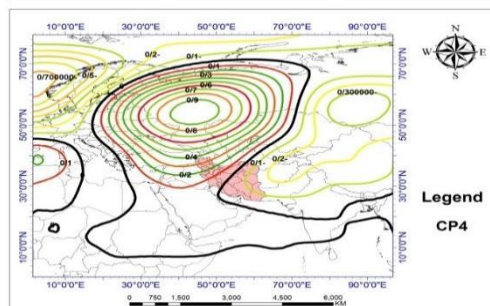 10°0'0"E 30°0'0"E 50°0'0"E 70°0'0"E 90°0'0"E
N
W E
S
70°0'0"N 70°0'0"N
50°0'0"N 50°0'0"N
30°0'0"N 30°0'0"N
10°0'0"N 10°0'0"N
0/2- 0/1-
0/1
0/3
0/6
0/700000 0/5-
0/7
0/9
0/300000
0/8
0/4
0/2
0/1
0/1- 0/2-
0
Legend
CP4
10°0'0"E 30°0'0"E 50°0'0"E 70°0'0"E 90°0'0"E
0 750 1,500 3,000 4,500 6,000
KM